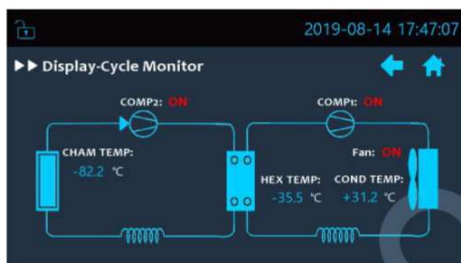 2019-08-14 17:47:07
▶▶ Display-Cycle Monitor
COMP2: ON
COMP1: ON
CHAM TEMP:
-82.2 ℃
Fan: ON
HEX TEMP:
-35.5 ℃
COND TEMP:
+31.2 ℃